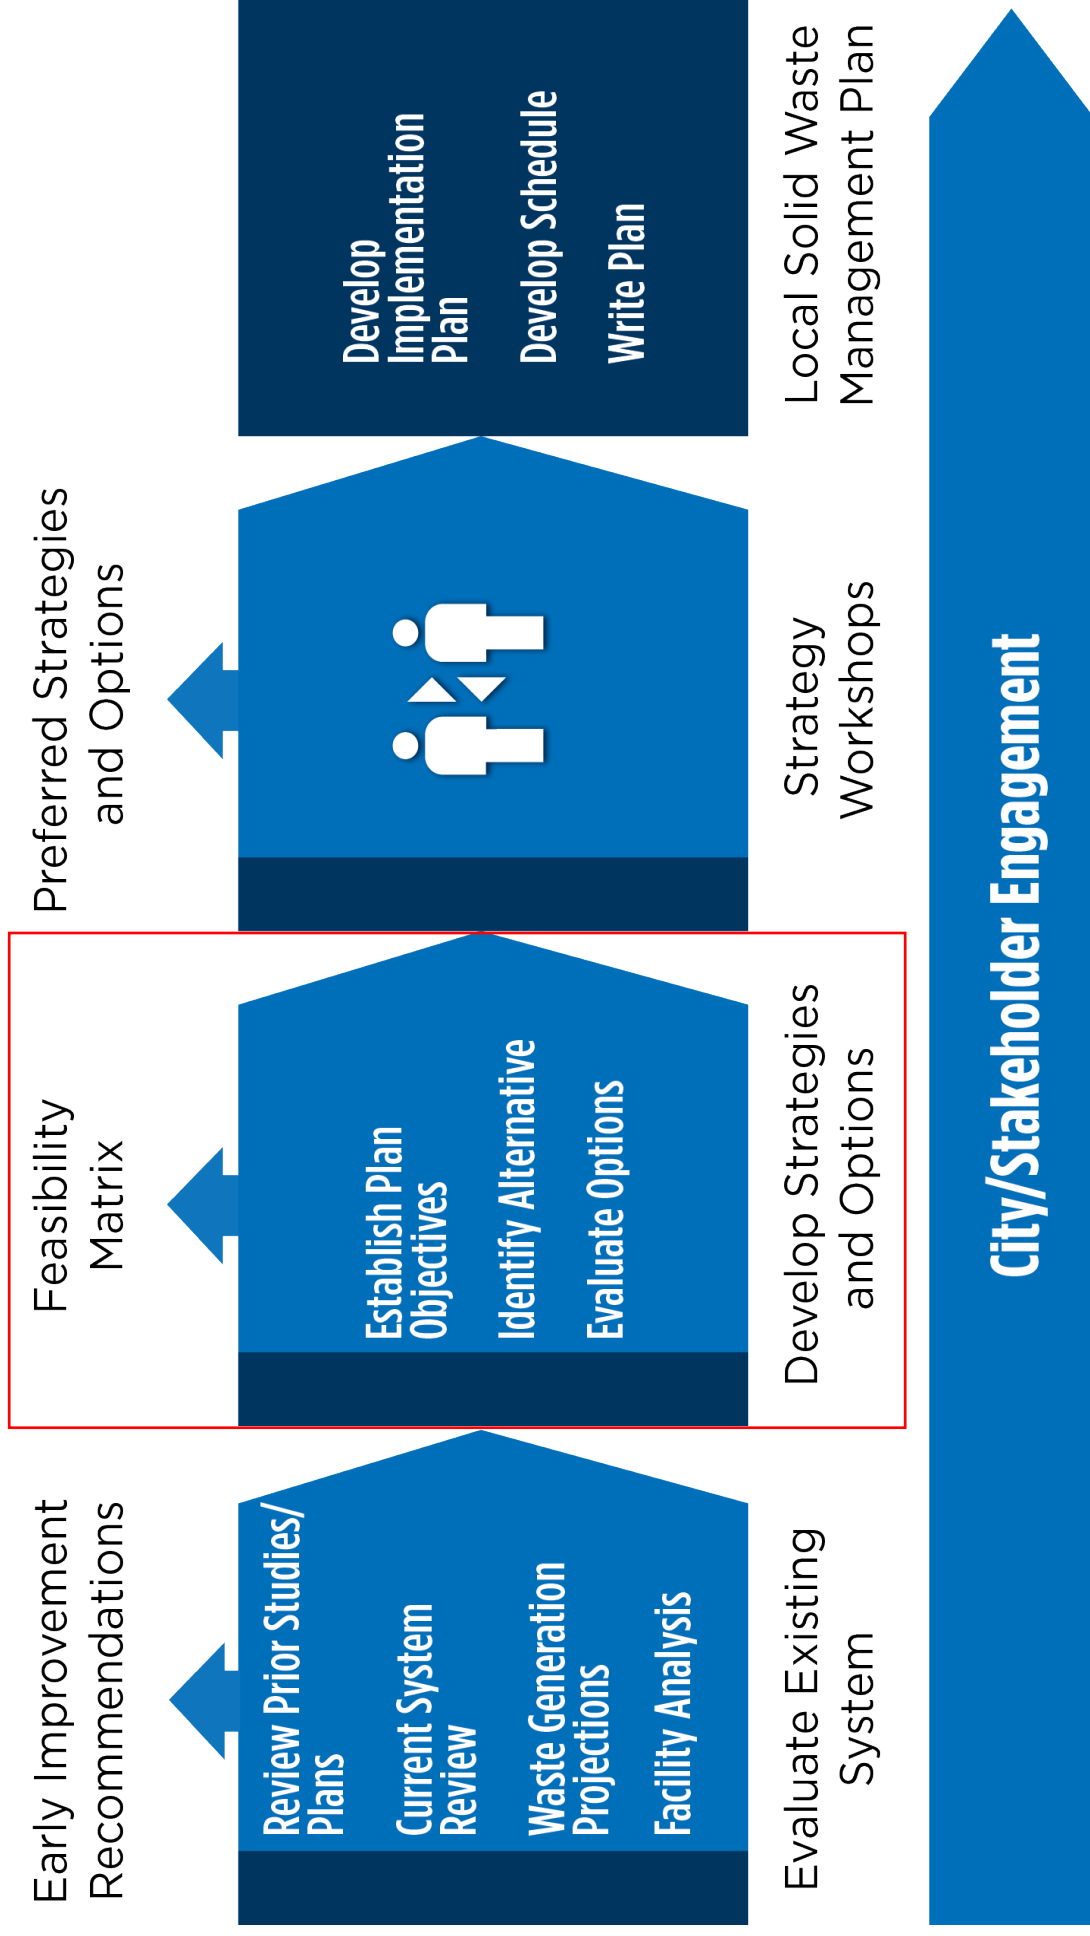 Early Improvement
Recommendations
Review Prior Studies/
Plans
Current System
Review
Waste Generation
Projections
Facility Analysis
Evaluate Existing
System
Feasibility
Matrix
Establish Plan
Objectives
Identify Alternative
Evaluate Options
Develop Strategies
and Options
Preferred Strategies
and Options
Strategy
Workshops
Develop
Implementation
Plan
Develop Schedule
Write Plan
Local Solid Waste
Management Plan
City/Stakeholder Engagement